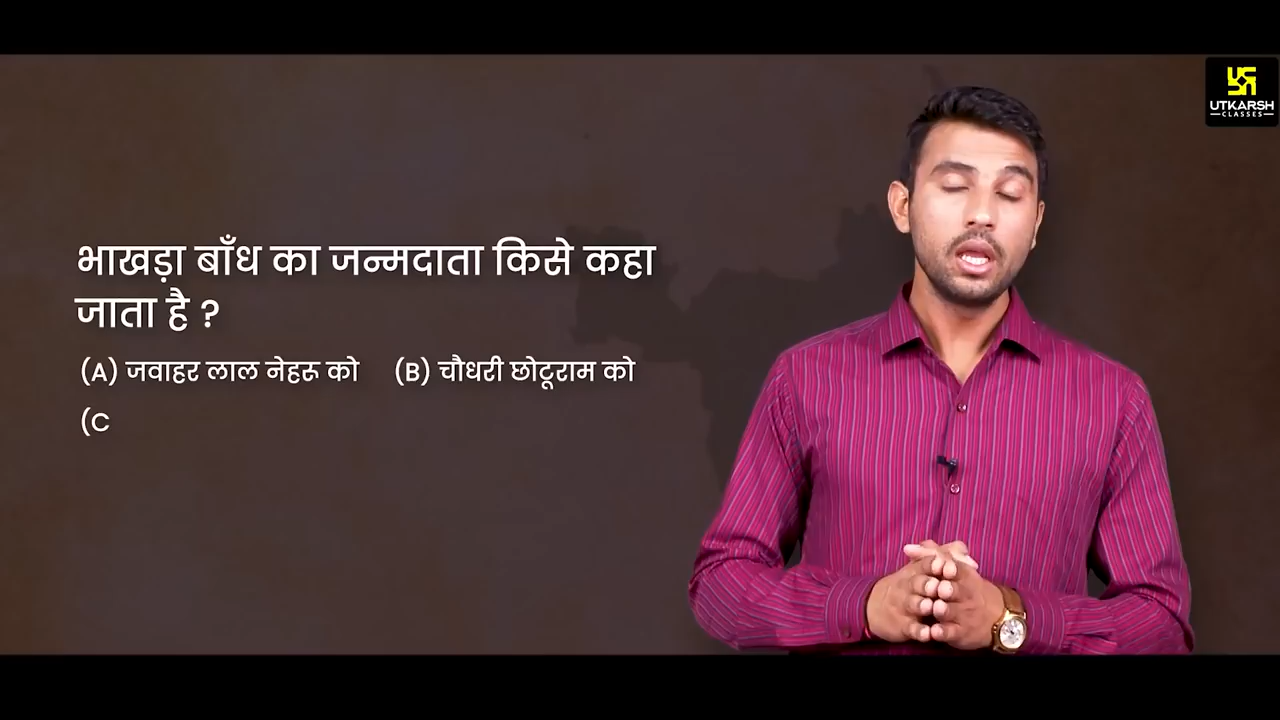 UTKARSH
CLASSES
भाखड़ा बाँध का जन्मदाता किसे कहा
जाता है ?
(A) जवाहर लाल नेहरू को (B) चौधरी छोटूराम को
(C